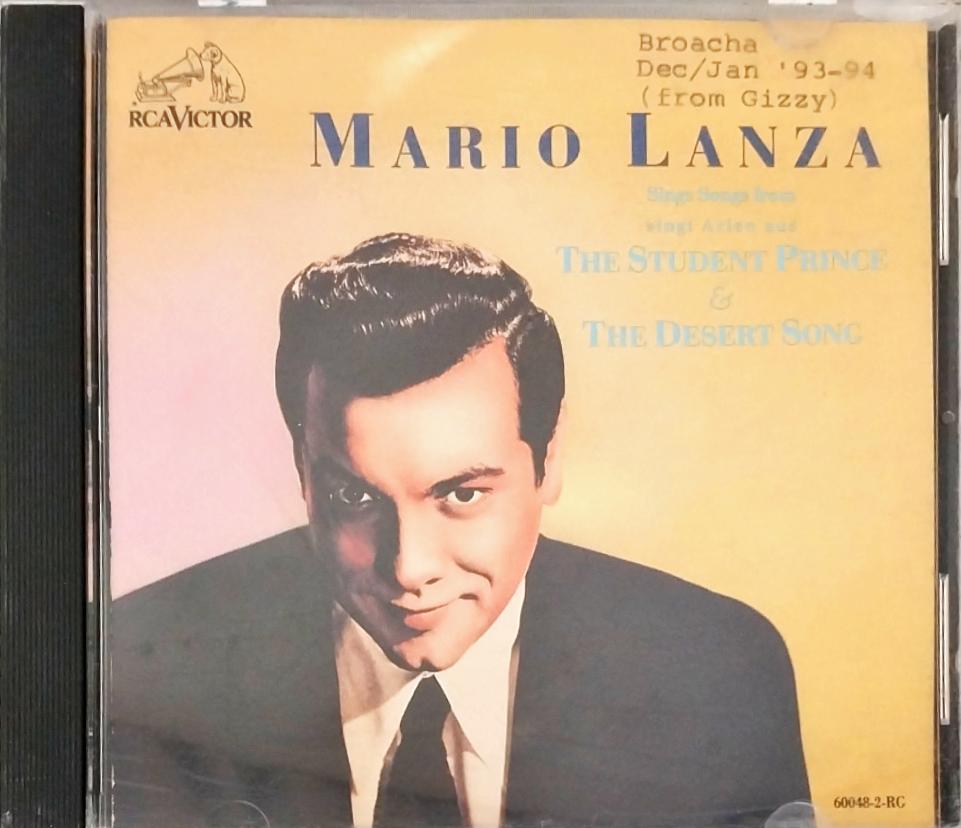 Broacha
Dec/Jan '93-94
(from Gizzy)
RCAVICTOR
MARIO LANZA
Sings Songs from
singt Arien aus
THE STUDENT PRINCE
&
THE DESERT SONG
60048-2-RG